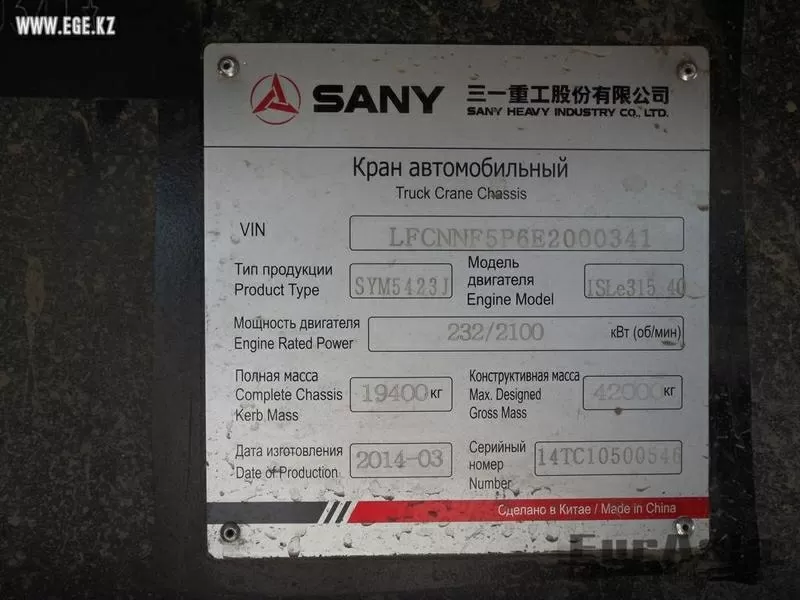 WWW.EGE.KZ
SANY 三一重工股份有限公司
SANY HEAVY INDUSTRY CO., LTD.
Кран автомобильный
Truck Crane Chassis
VIN LFCNNF5P6E2000341
Тип продукции
Product Type
SYM5423J
Модель
двигателя
Engine Model
ISLe315 40
Мощность двигателя
Engine Rated Power
232/2100 кВт (об/мин)
Полная масса
Complete Chassis
Kerb Mass
19400 кг
Конструктивная масса
Max. Designed
Gross Mass
42000 кг
Дата изготовления
Date of Production
2014-03
Серийный
номер
Number
14TC10500546
Сделано в Китае / Made in China